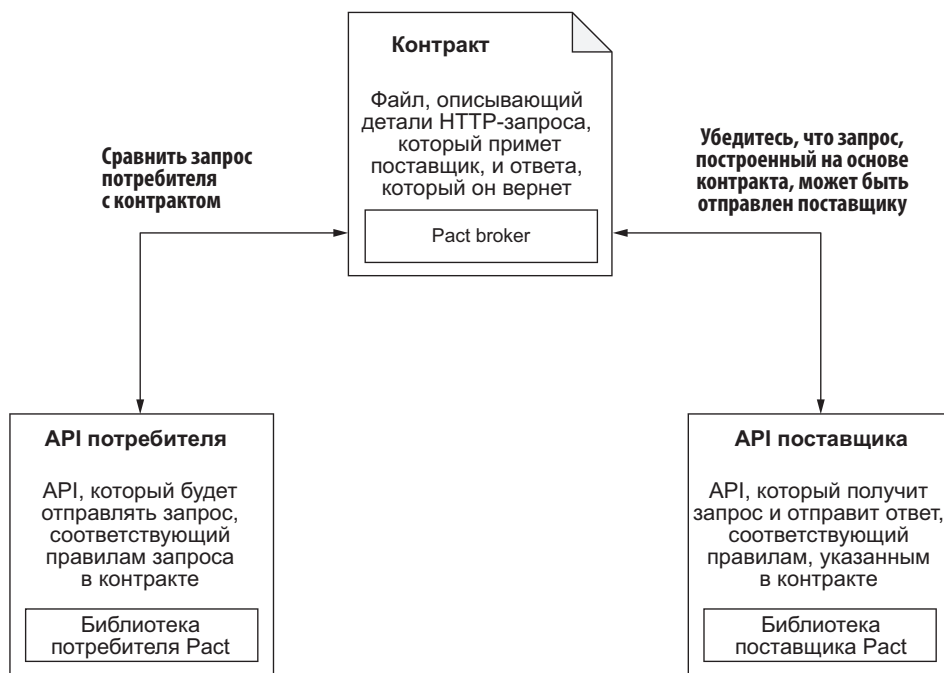 Контракт
Файл, описывающий
детали HTTP-запроса,
который примет
поставщик, и ответа,
который он вернет
Pact broker
Сравнить запрос
потребителя
с контрактом
Убедитесь, что запрос,
построенный на основе
контракта, может быть
отправлен поставщику
API потребителя
API, который будет
отправлять запрос,
соответствующий
правилам запроса
в контракте
Библиотека
потребителя Pact
API поставщика
API, который получит
запрос и отправит ответ,
соответствующий
правилам, указанным
в контракте
Библиотека
поставщика Pact